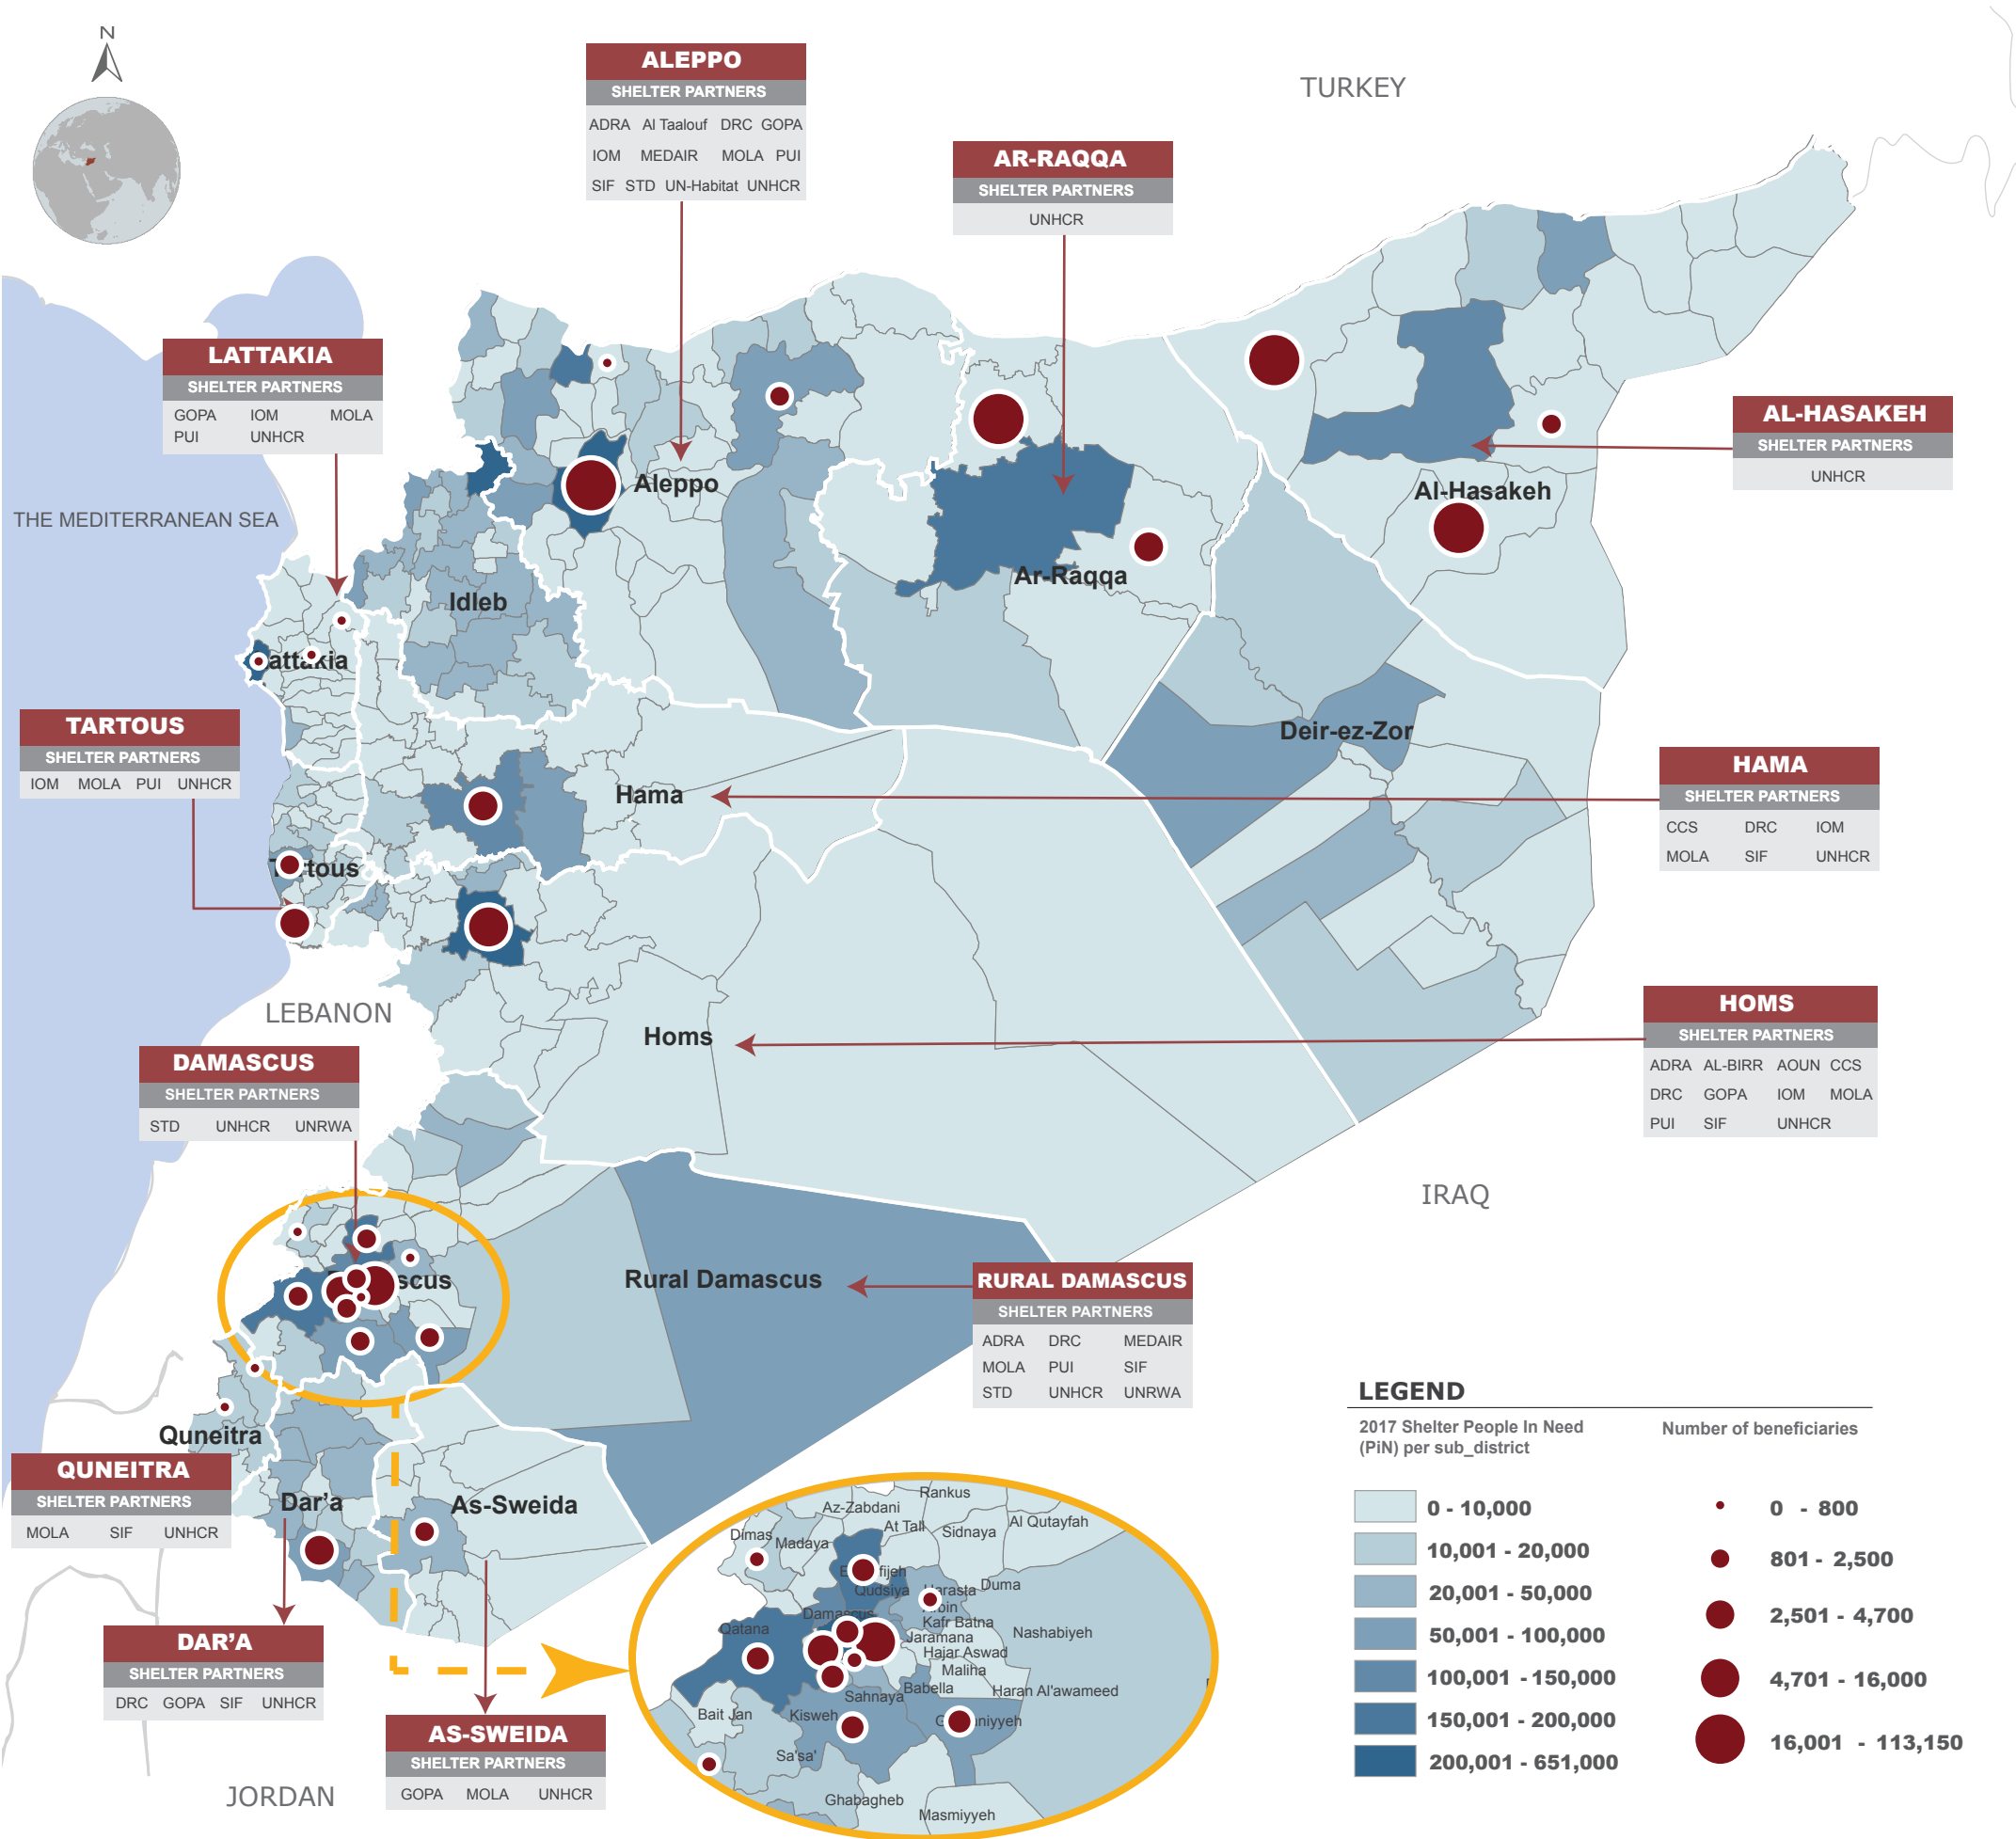 N
TURKEY
ALEPPO
SHELTER PARTNERS
ADRA Al Taalouf DRC GOPA
IOM MEDAIR MOLA PUI
SIF STD UN-Habitat UNHCR
AR-RAQQA
SHELTER PARTNERS
UNHCR
LATTAKIA
SHELTER PARTNERS
GOPA IOM MOLA
PUI UNHCR
AL-HASAKEH
SHELTER PARTNERS
UNHCR
THE MEDITERRANEAN SEA
Aleppo
Al-Hasakeh
Ar-Raqqa
Idleb
attakia
TARTOUS
SHELTER PARTNERS
IOM MOLA PUI UNHCR
Deir-ez-Zor
Hama
HAMA
SHELTER PARTNERS
CCS DRC IOM
MOLA SIF UNHCR
T rtous
LEBANON
Homs
HOMS
SHELTER PARTNERS
ADRA AL-BIRR AOUN CCS
DRC GOPA IOM MOLA
PUI SIF UNHCR
DAMASCUS
SHELTER PARTNERS
STD UNHCR UNRWA
IRAQ
scus
Rural Damascus
RURAL DAMASCUS
SHELTER PARTNERS
ADRA DRC MEDAIR
MOLA PUI SIF
STD UNHCR UNRWA
Quneitra
QUNEITRA
SHELTER PARTNERS
MOLA SIF UNHCR
Dar'a
As-Sweida
DAR'A
SHELTER PARTNERS
DRC GOPA SIF UNHCR
AS-SWEIDA
SHELTER PARTNERS
GOPA MOLA UNHCR
JORDAN
Rankus
Az-Zabdani
At Tall
Al Qutayfah
Sidnaya
Dimas
Madaya
E fijeh
Qudsiya
Harasta
Duma
Arbin
Damascus
Kafr Batna
Qatana
Jaramana
Nashabiyeh
Hajar Aswad
Maliha
Babella
Haran Al'awameed
Sahnaya
Bait Jan
Kisweh
G niyyeh
Sa'sa'
Ghabagheb
Masmiyyeh
LEGEND
2017 Shelter People In Need
(PiN) per sub_district
0 - 10,000
10,001 - 20,000
20,001 - 50,000
50,001 - 100,000
100,001 - 150,000
150,001 - 200,000
200,001 - 651,000
Number of beneficiaries
0 - 800
801 - 2,500
2,501 - 4,700
4,701 - 16,000
16,001 - 113,150